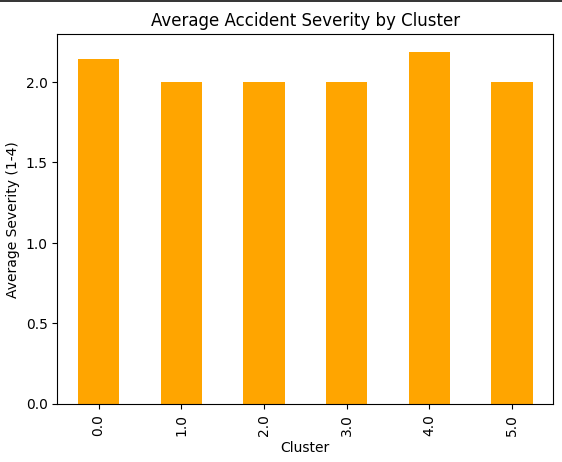 Average Accident Severity by Cluster
Average Severity (1-4)
2.0
1.5
1.0
0.5
0.0
0.0 1.0 2.0 3.0 4.0 5.0
Cluster